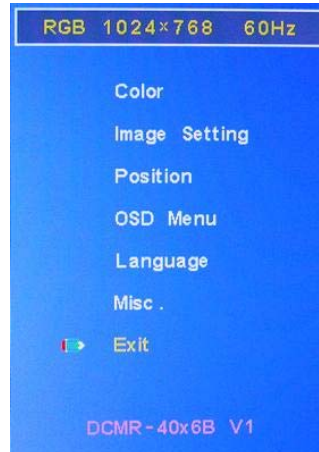 RGB 1024×768 60Hz
Color
Image Setting
Position
OSD Menu
Language
Misc.
Exit
DCMR-40x6B V1